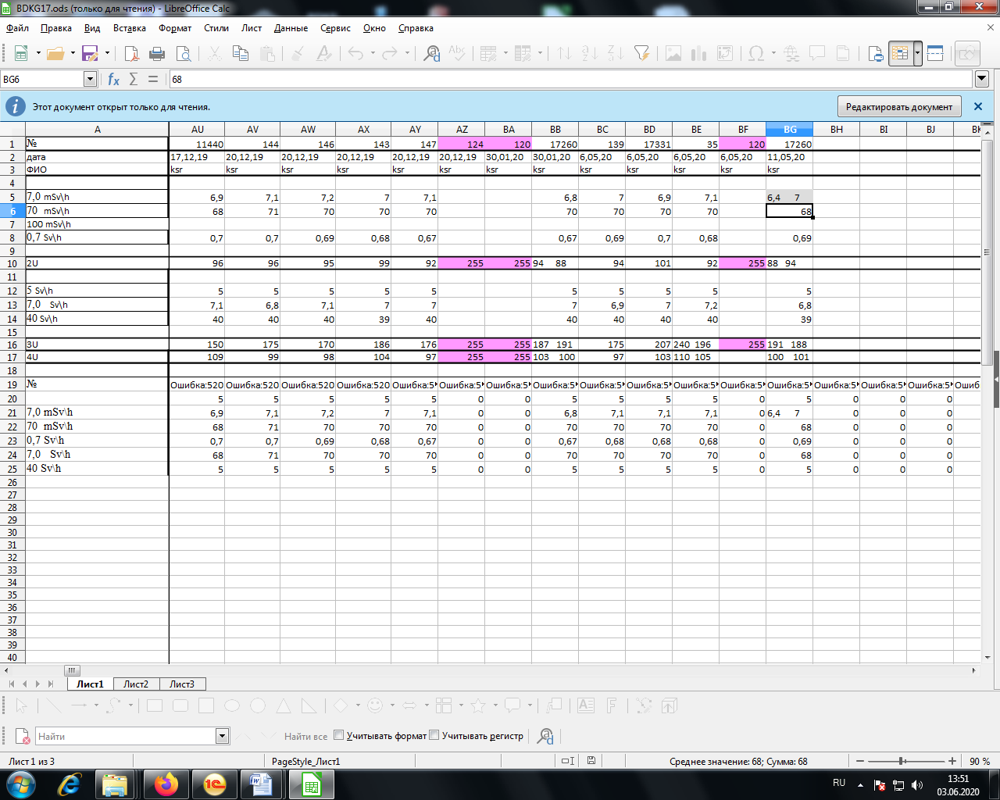 BDKG17.ods (только для чтения) - LibreOffice Calc
Файл Правка Вид Вставка Формат Стили Лист Данные Сервис Окно Справка
BG6 68
Этот документ открыт только для чтения. Редактировать документ
A AU AV AW AX AY AZ BA BB BC BD BE BF BG BH BI BJ BK
1 № 11440 144 146 143 147 124 120 17260 139 17331 35 120 17260
2 дата 17,12,19 20,12,19 20,12,19 20,12,19 20,12,19 20,12,19 30,01,20 30,01,20 6,05,20 6,05,20 6,05,20 6,05,20 11,05,20
3 ФИО ksr ksr ksr ksr ksr ksr ksr ksr ksr ksr ksr ksr ksr
4
5 7,0 mSv\h 6,9 7,1 7,2 7 7,1 6,8 7 6,9 7,1 6,4 7
6 70 mSv\h 68 71 70 70 70 70 70 70 70 68
7 100 mSv\h
8 0,7 Sv\h 0,7 0,7 0,69 0,68 0,67 0,67 0,69 0,7 0,68 0,69
9
10 2U 96 96 95 99 92 255 255 94 88 94 101 92 255 88 94
11
12 5 Sv\h 5 5 5 5 5 5 5 5 5 5
13 7,0 Sv\h 7,1 6,8 7,1 7 7 7 6,9 7 7,2 6,8
14 40 Sv\h 40 40 40 39 40 40 40 40 40 39
15
16 3U 150 175 170 186 176 255 255 187 191 175 207 240 196 255 191 188
17 4U 109 99 98 104 97 255 255 103 100 97 103 110 105 255 100 101
18
19 № Ошибка:520 Ошибка:520 Ошибка:520 Ошибка:520 Ошибка:5 Ошибка:5 Ошибка:5 Ошибка:5 Ошибка:5 Ошибка:5 Ошибка:5 Ошибка:5 Ошибка:5 Ошибка:5 Ошибка:5 Ошибка:5 Ошиб
20 5 5 5 5 5 0 0 5 5 5 5 0 5 0 0 0
21 7,0 mSv\h 6,9 7,1 7,2 7 7,1 0 0 6,8 7,1 7,1 7,1 0 6,4 7 0 0 0
22 70 mSv\h 68 71 70 70 70 0 0 70 70 70 70 0 68 0 0 0
23 0,7 Sv\h 0,7 0,7 0,69 0,68 0,67 0 0 0,67 0,68 0,68 0,68 0 0,69 0 0 0
24 7,0 Sv\h 68 71 70 70 70 0 0 70 70 70 70 0 68 0 0 0
25 40 Sv\h 5 5 5 5 5 0 0 5 5 5 5 0 5 0 0 0
26
27
28
29
30
31
32
33
34
35
36
37
38
39
40
Лист1 Лист2 Лист3
Найти Найти все Учитывать формат Учитывать регистр
Лист 1 из 3 PageStyle_Лист1 Среднее значение: 68; Сумма: 68 90 %
RU 13:51
03.06.2020